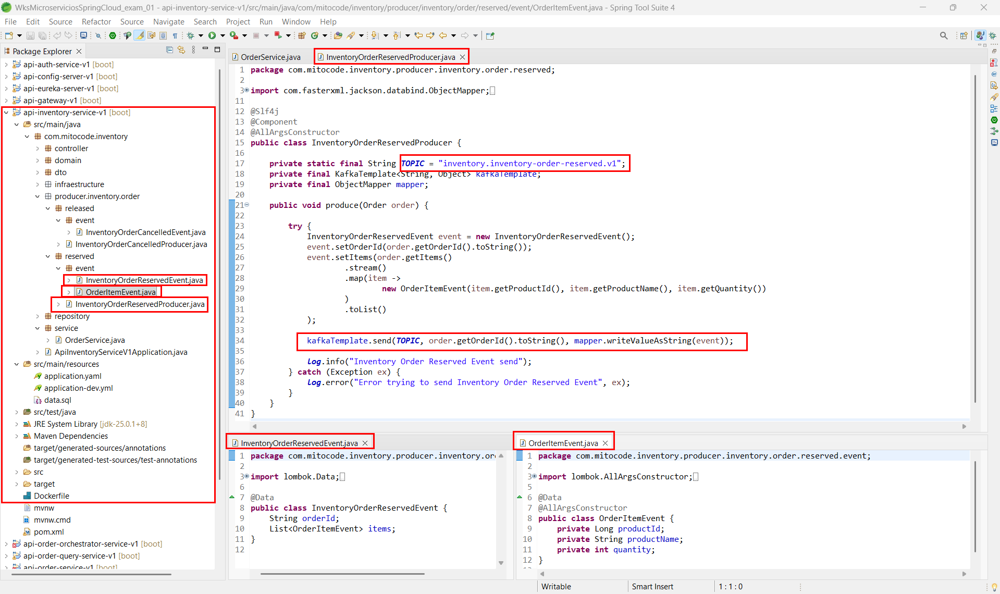 WksMicroserviciosSpringCloud_exam_01 - api-inventory-service-v1/src/main/java/com/mitocode/inventory/producer/inventory/order/reserved/event/OrderItemEvent.java - Spring Tool Suite 4
File Edit Source Refactor Source Navigate Search Project Run Window Help
Package Explorer
api-auth-service-v1 [boot]
api-config-server-v1 [boot]
api-eureka-server-v1 [boot]
api-gateway-v1 [boot]
api-inventory-service-v1 [boot]
src/main/java
com.mitocode.inventory
controller
domain
dto
infraestructure
producer.inventory.order
released
event
InventoryOrderCancelledEvent.java
InventoryOrderCancelledProducer.java
reserved
event
InventoryOrderReservedEvent.java
OrderItemEvent.java
InventoryOrderReservedProducer.java
repository
service
OrderService.java
ApiInventoryServiceV1Application.java
src/main/resources
application.yaml
application-dev.yml
data.sql
src/test/java
JRE System Library [jdk-25.0.1+8]
Maven Dependencies
target/generated-sources/annotations
target/generated-test-sources/test-annotations
src
target
Dockerfile
mvnw
mvnw.cmd
pom.xml
api-order-orchestrator-service-v1 [boot]
api-order-query-service-v1 [boot]
api-order-service-v1 [boot]
OrderService.java InventoryOrderReservedProducer.java
1 package com.mitocode.inventory.producer.inventory.order.reserved;
2
3 import com.fasterxml.jackson.databind.ObjectMapper;
11
12 @Slf4j
13 @Component
14 @AllArgsConstructor
15 public class InventoryOrderReservedProducer {
16
17 private static final String TOPIC = "inventory.inventory-order-reserved.v1";
18 private final KafkaTemplate<String, Object> kafkaTemplate;
19 private final ObjectMapper mapper;
20
21 public void produce(Order order) {
22
23 try {
24 InventoryOrderReservedEvent event = new InventoryOrderReservedEvent();
25 event.setOrderId(order.getOrderId().toString());
26 event.setItems(order.getItems()
27 .stream()
28 .map(item ->
29 new OrderItemEvent(item.getProductId(), item.getProductName(), item.getQuantity())
30 )
31 .toList()
32 );
33
34 kafkaTemplate.send(TOPIC, order.getOrderId().toString(), mapper.writeValueAsString(event));
35
36 log.info("Inventory Order Reserved Event send");
37 } catch (Exception ex) {
38 log.error("Error trying to send Inventory Order Reserved Event", ex);
39 }
40 }
41 }
InventoryOrderReservedEvent.java
1 package com.mitocode.inventory.producer.inventory.or
2
3 import lombok.Data;
6
7 @Data
8 public class InventoryOrderReservedEvent {
9 String orderId;
10 List<OrderItemEvent> items;
11 }
12
OrderItemEvent.java
1 package com.mitocode.inventory.producer.inventory.order.reserved.event;
2
3 import lombok.AllArgsConstructor;
5
6 @Data
7 @AllArgsConstructor
8 public class OrderItemEvent {
9 private Long productId;
10 private String productName;
11 private int quantity;
12 }
Writable Smart Insert 1 : 1 : 0